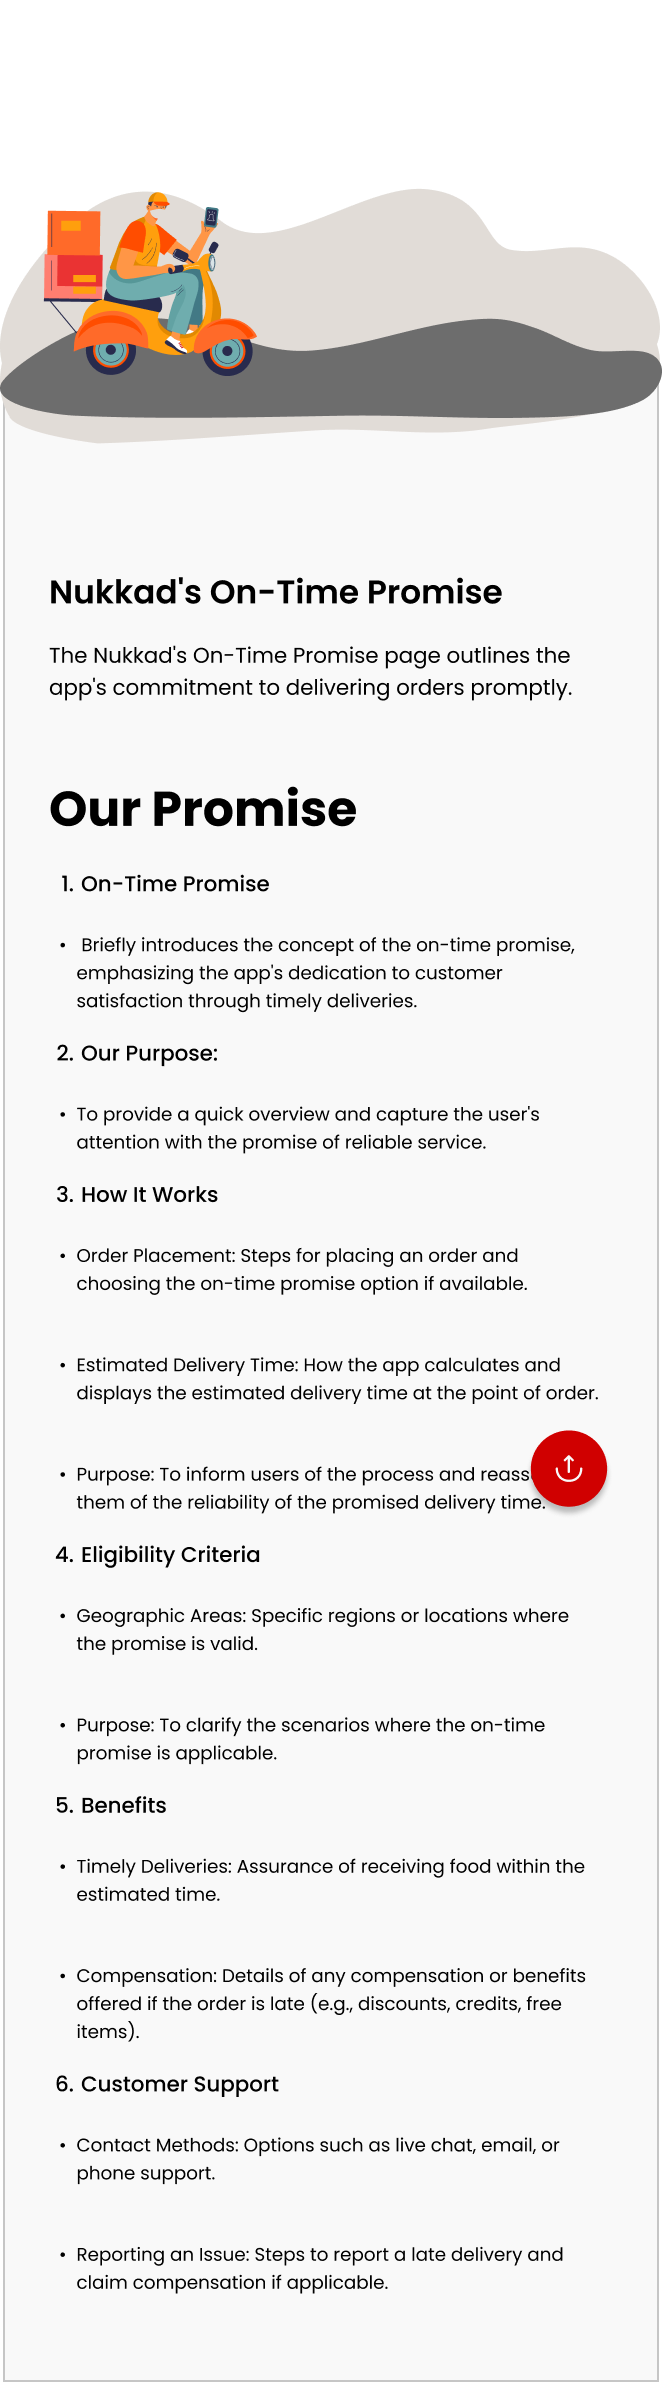 Nukkad's On-Time Promise
The Nukkad's On-Time Promise page outlines the
app's commitment to delivering orders promptly.
Our Promise
1. On-Time Promise
• Briefly introduces the concept of the on-time promise,
emphasizing the app's dedication to customer
satisfaction through timely deliveries.
2. Our Purpose:
• To provide a quick overview and capture the user's
attention with the promise of reliable service.
3. How It Works
• Order Placement: Steps for placing an order and
choosing the on-time promise option if available.
• Estimated Delivery Time: How the app calculates and
displays the estimated delivery time at the point of order.
• Purpose: To inform users of the process and
them of the reliability of the promised delivery time.
4. Eligibility Criteria
• Geographic Areas: Specific regions or locations where
the promise is valid.
• Purpose: To clarify the scenarios where the on-time
promise is applicable.
5. Benefits
• Timely Deliveries: Assurance of receiving food within the
estimated time.
• Compensation: Details of any compensation or benefits
offered if the order is late (e.g., discounts, credits, free
items).
6. Customer Support
• Contact Methods: Options such as live chat, email, or
phone support.
• Reporting an Issue: Steps to report a late delivery and
claim compensation if applicable.